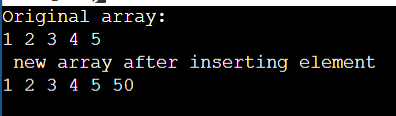 Original array:
1 2 3 4 5
new array after inserting element
1 2 3 4 5 50